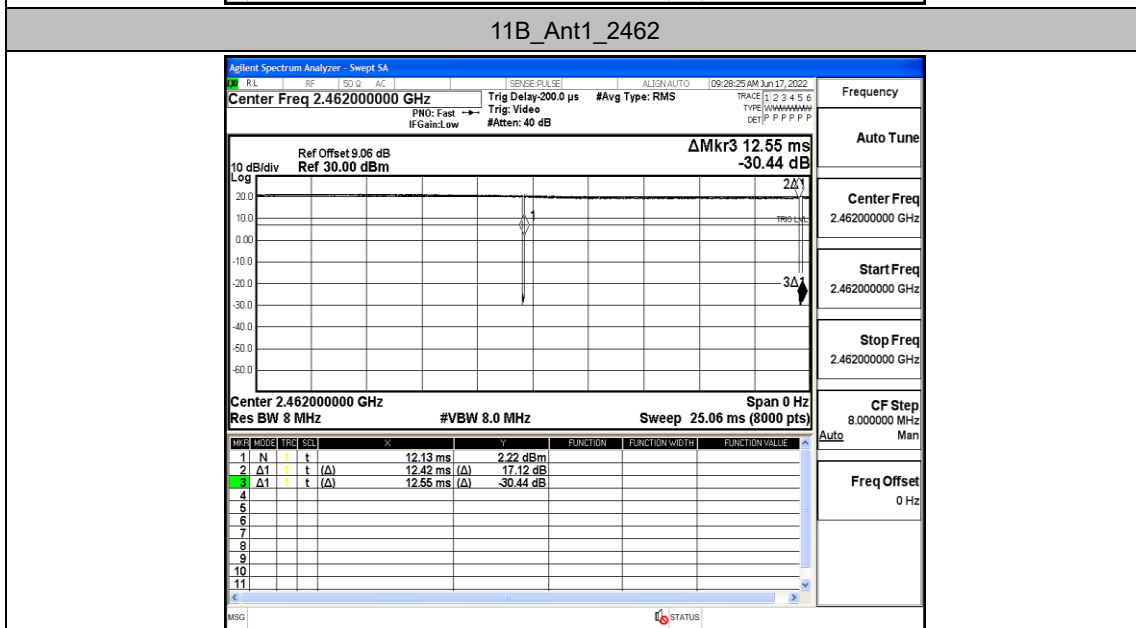 11B_Ant1_2462
Agilent Spectrum Analyzer - Swept SA
RL RF 50 Ω AC SENSE:PULSE ALIGN AUTO 09:28:25 AM Jun 17, 2022
Center Freq 2.462000000 GHz Trig Delay-200.0 µs #Avg Type: RMS TRACE 1 2 3 4 5 6
PNO: Fast Trig: Video TYPE
IFGain:Low #Atten: 40 dB DET P P P P P P
ΔMkr3 12.55 ms
Ref Offset 9.06 dB
10 dB/div Ref 30.00 dBm -30.44 dB
Log
2Δ1
20.0
1
10.0
TRIG LVL
0.00
-10.0
-20.0
3Δ1
-30.0
-40.0
-50.0
-60.0
Center 2.462000000 GHz Span 0 Hz
Res BW 8 MHz #VBW 8.0 MHz Sweep 25.06 ms (8000 pts)
MKR MODE TRC SCL X Y FUNCTION FUNCTION WIDTH FUNCTION VALUE
1 N 1 t 12.13 ms 2.22 dBm
2 Δ1 1 t (Δ) 12.42 ms (Δ) 17.12 dB
3 Δ1 1 t (Δ) 12.55 ms (Δ) -30.44 dB
4
5
6
7
8
9
10
11
MSG STATUS
Frequency
Auto Tune
Center Freq
2.462000000 GHz
Start Freq
2.462000000 GHz
Stop Freq
2.462000000 GHz
CF Step
8.000000 MHz
Auto Man
Freq Offset
0 Hz